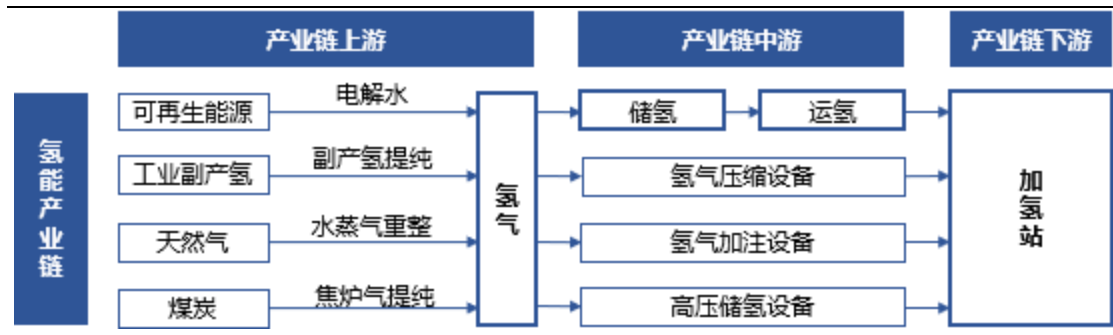 产业链上游
产业链中游
产业链下游
氢能产业链
可再生能源
电解水
工业副产氢
副产氢提纯
天然气
水蒸气重整
煤炭
焦炉气提纯
氢气
储氢
运氢
氢气压缩设备
氢气加注设备
高压储氢设备
加氢站